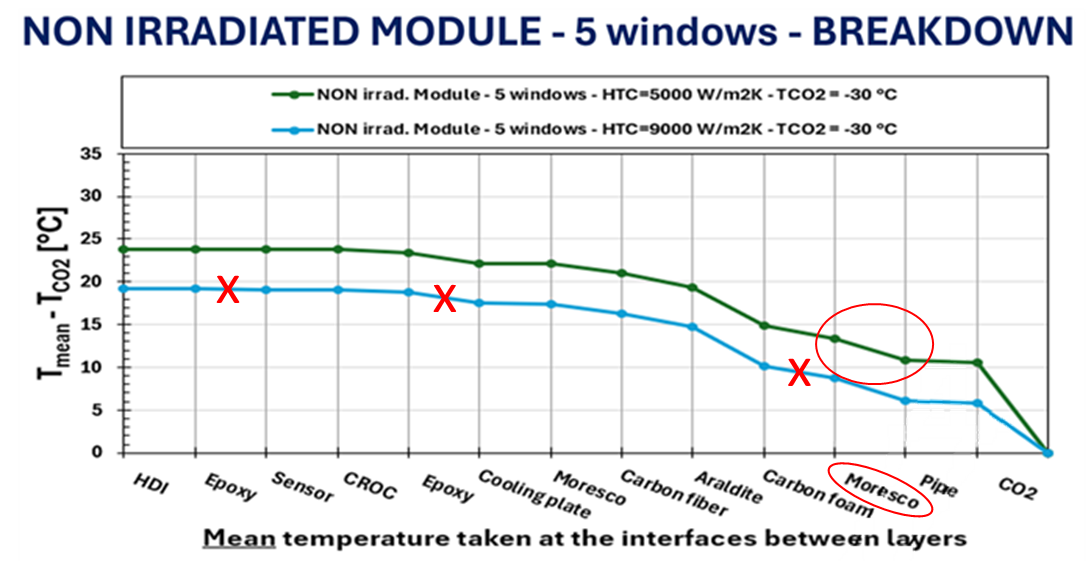 NON IRRADIATED MODULE - 5 windows - BREAKDOWN
NON irrad. Module - 5 windows - HTC=5000 W/m2K - TCO2 = -30 ºC
NON irrad. Module - 5 windows - HTC=9000 W/m2K - TCO2 = -30 ºC
Tmean - TCO2 [ºC]
35
30
25
20
15
10
5
0
X
X
X
HDI
Epoxy
Sensor
CROC
Epoxy
Cooling plate
Moresco
Carbon fiber
Araldite
Carbon foam
Moresco
Pipe
CO2
Mean temperature taken at the interfaces between layers